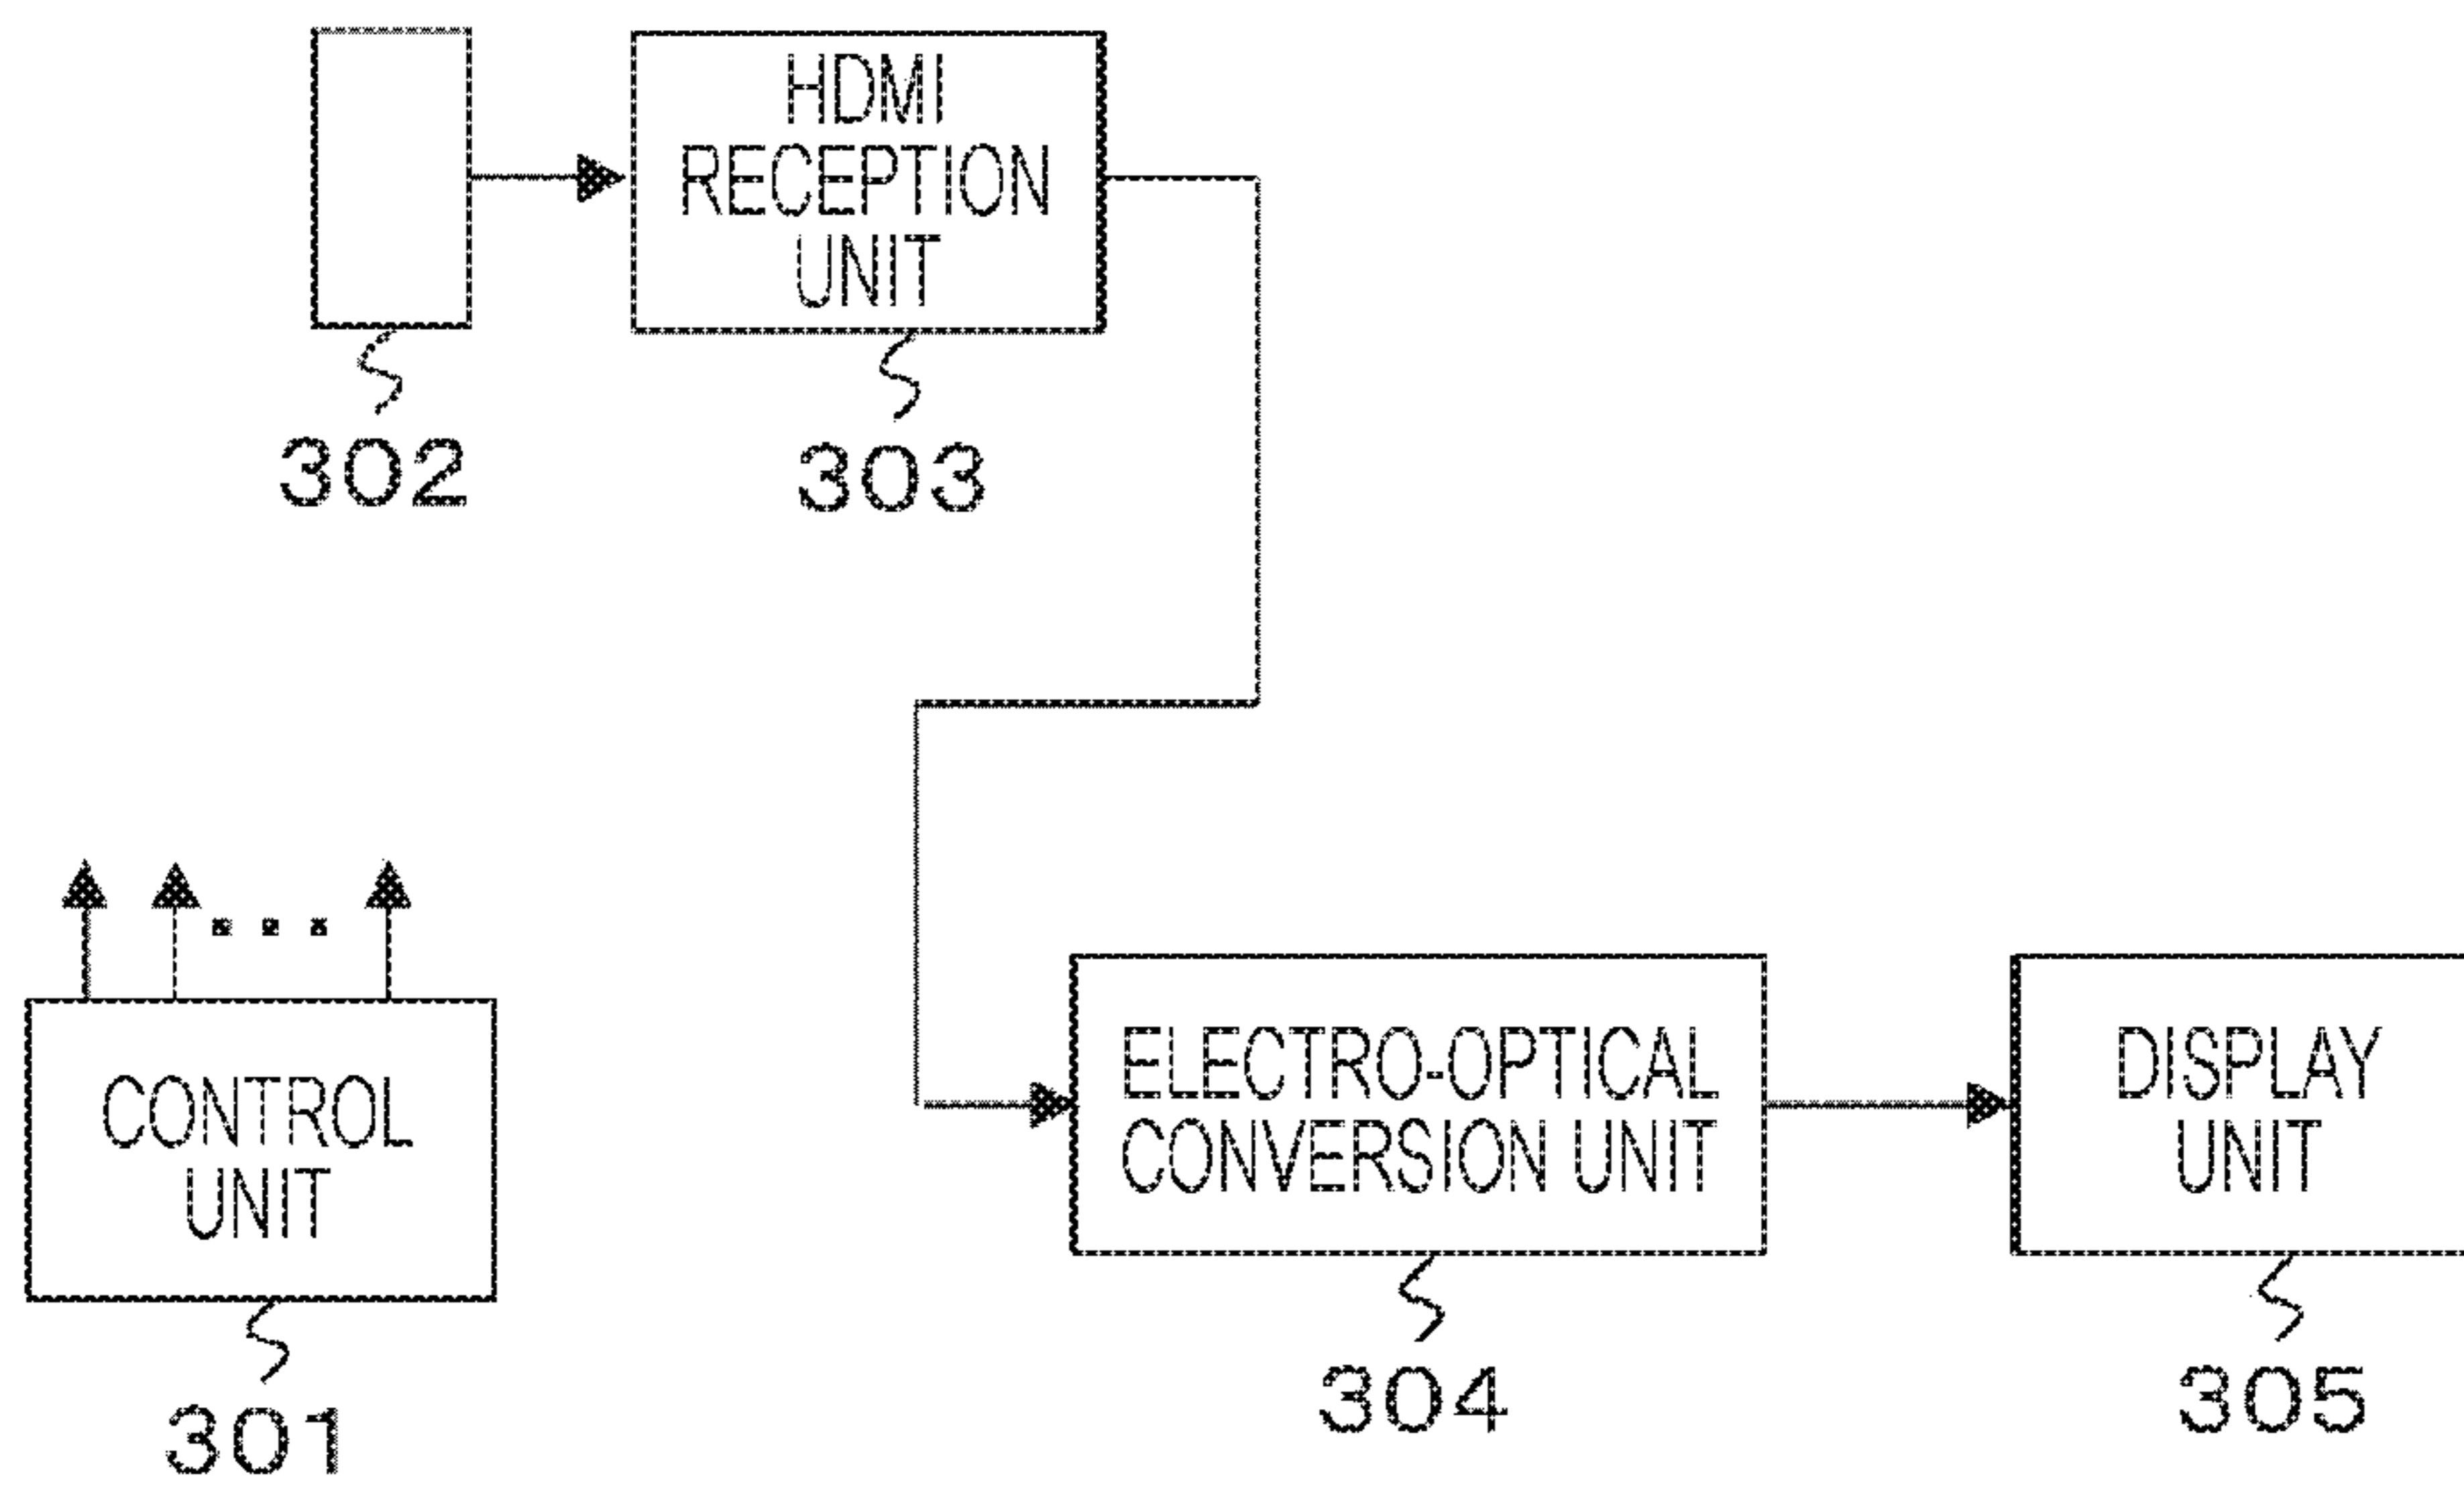 HDMI
RECEPTION
UNIT
302
303
...
CONTROL
UNIT
301
ELECTRO-OPTICAL
CONVERSION UNIT
304
DISPLAY
UNIT
305